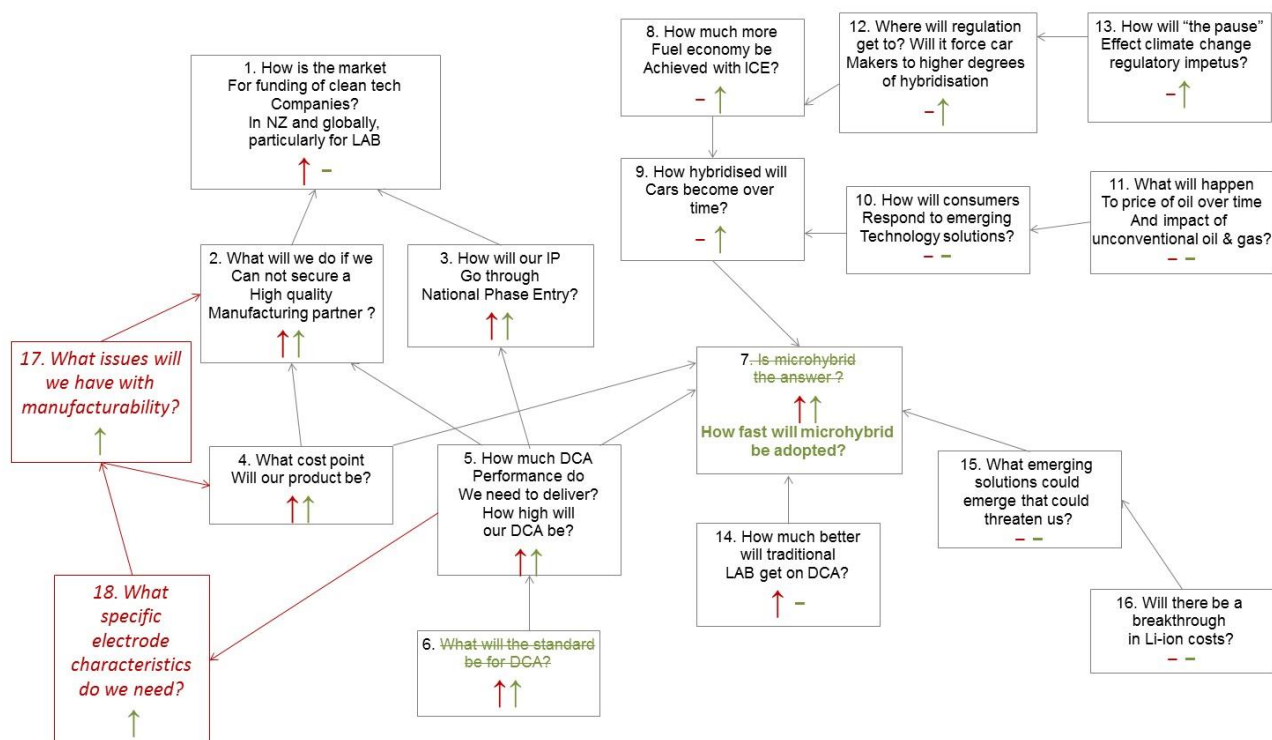 1. How is the market
For funding of clean tech
Companies?
In NZ and globally,
particularly for LAB
↑ –
2. What will we do if we
Can not secure a
High quality
Manufacturing partner ?
↑↑
3. How will our IP
Go through
National Phase Entry?
↑↑
17. What issues will
we have with
manufacturability?
↑
4. What cost point
Will our product be?
↑↑
5. How much DCA
Performance do
We need to deliver?
How high will
our DCA be?
↑↑
18. What
specific
electrode
characteristics
do we need?
↑
6. What will the standard
be for DCA?
↑↑
8. How much more
Fuel economy be
Achieved with ICE?
– ↑
12. Where will regulation
get to? Will it force car
Makers to higher degrees
of hybridisation
– ↑
13. How will “the pause”
Effect climate change
regulatory impetus?
– ↑
9. How hybridised will
Cars become over
time?
– ↑
10. How will consumers
Respond to emerging
Technology solutions?
– –
11. What will happen
To price of oil over time
And impact of
unconventional oil & gas?
– –
7. Is microhybrid
the answer ?
↑↑
How fast will microhybrid
be adopted?
14. How much better
will traditional
LAB get on DCA?
↑ –
15. What emerging
solutions could
emerge that could
threaten us?
– –
16. Will there be a
breakthrough
in Li-ion costs?
– –